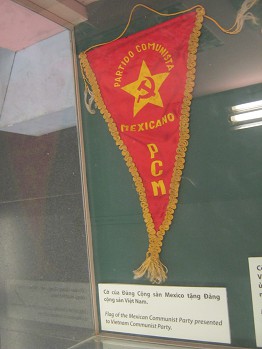 PARTIDO COMUNISTA
MEXICANO
PCM
Cờ của Đảng Cộng sản Mexico tặng Đảng
cộng sản Việt Nam.
Flag of the Mexican Communist Party presented
to Vietnam Communist Party.